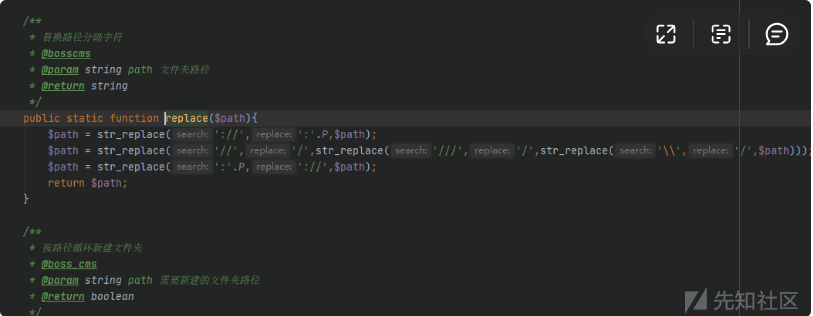 /**
 * 替换路径分隔字符
 * @bosscms
 * @param string path 文件夹路径
 * @return string
 */
public static function replace($path){
    $path = str_replace( search: '://', replace: ':'.P,$path);
    $path = str_replace( search: '//', replace: '/',str_replace( search: '///', replace: '/',str_replace( search: '\\', replace: '/',$path)));
    $path = str_replace( search: ':'.P, replace: '://',$path);
    return $path;
}
/**
 * 按路径循环新建文件夹
 * @boss_cms
 * @param string path 需要新建的文件夹路径
 * @return boolean
 */
先知社区